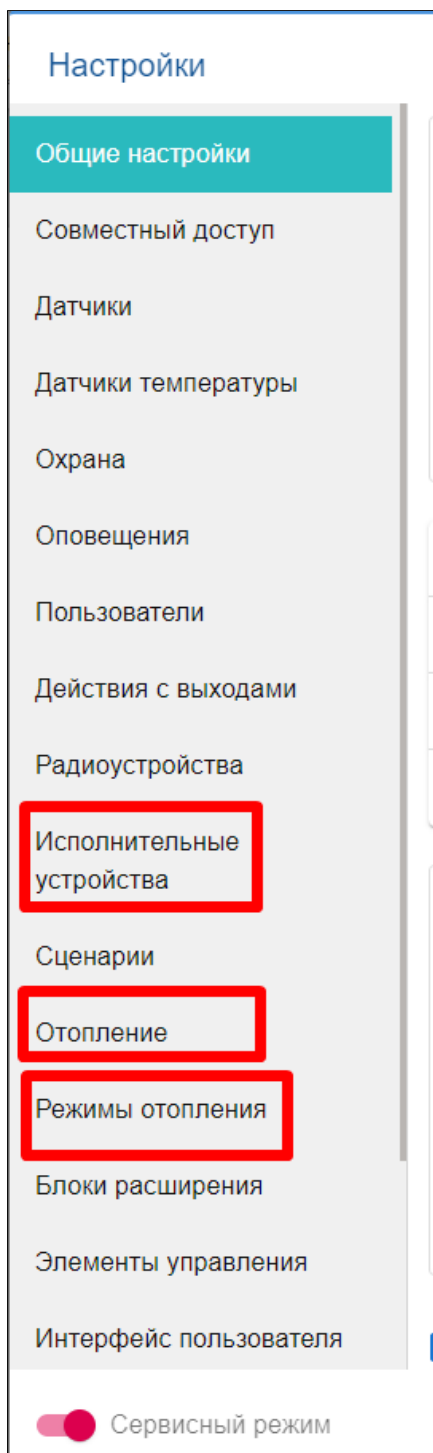 Настройки
Общие настройки
Совместный доступ
Датчики
Датчики температуры
Охрана
Оповещения
Пользователи
Действия с выходами
Радиоустройства
Исполнительные
устройства
Сценарии
Отопление
Режимы отопления
Блоки расширения
Элементы управления
Интерфейс пользователя
Сервисный режим